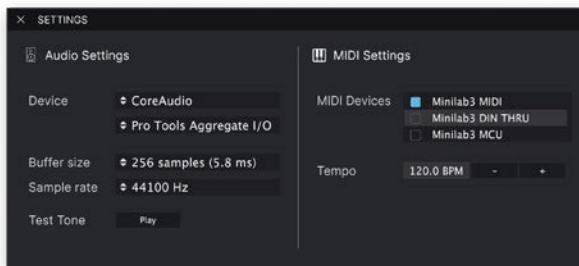 × SETTINGS
Audio Settings
Device
CoreAudio
Pro Tools Aggregate I/O
Buffer size
256 samples (5.8 ms)
Sample rate
44100 Hz
Test Tone
Play
MIDI Settings
MIDI Devices
Minilab3 MIDI
Minilab3 DIN THRU
Minilab3 MCU
Tempo
120.0 BPM - +